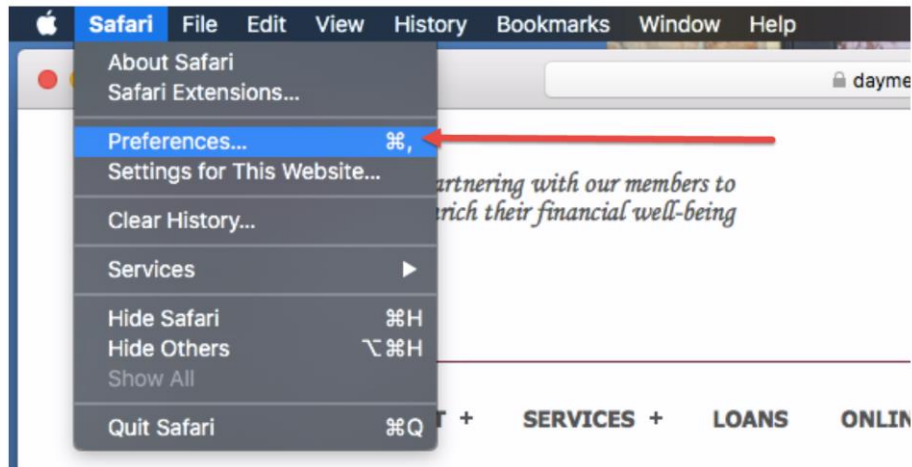 Safari File Edit View History Bookmarks Window Help
About Safari
Safari Extensions...
Preferences... ⌘,
Settings for This Website...
Clear History...
Services ▶
Hide Safari ⌘H
Hide Others ⌥⌘H
Show All
Quit Safari ⌘Q
dayme
artnering with our members to
rich their financial well-being
T + SERVICES + LOANS ONLIN